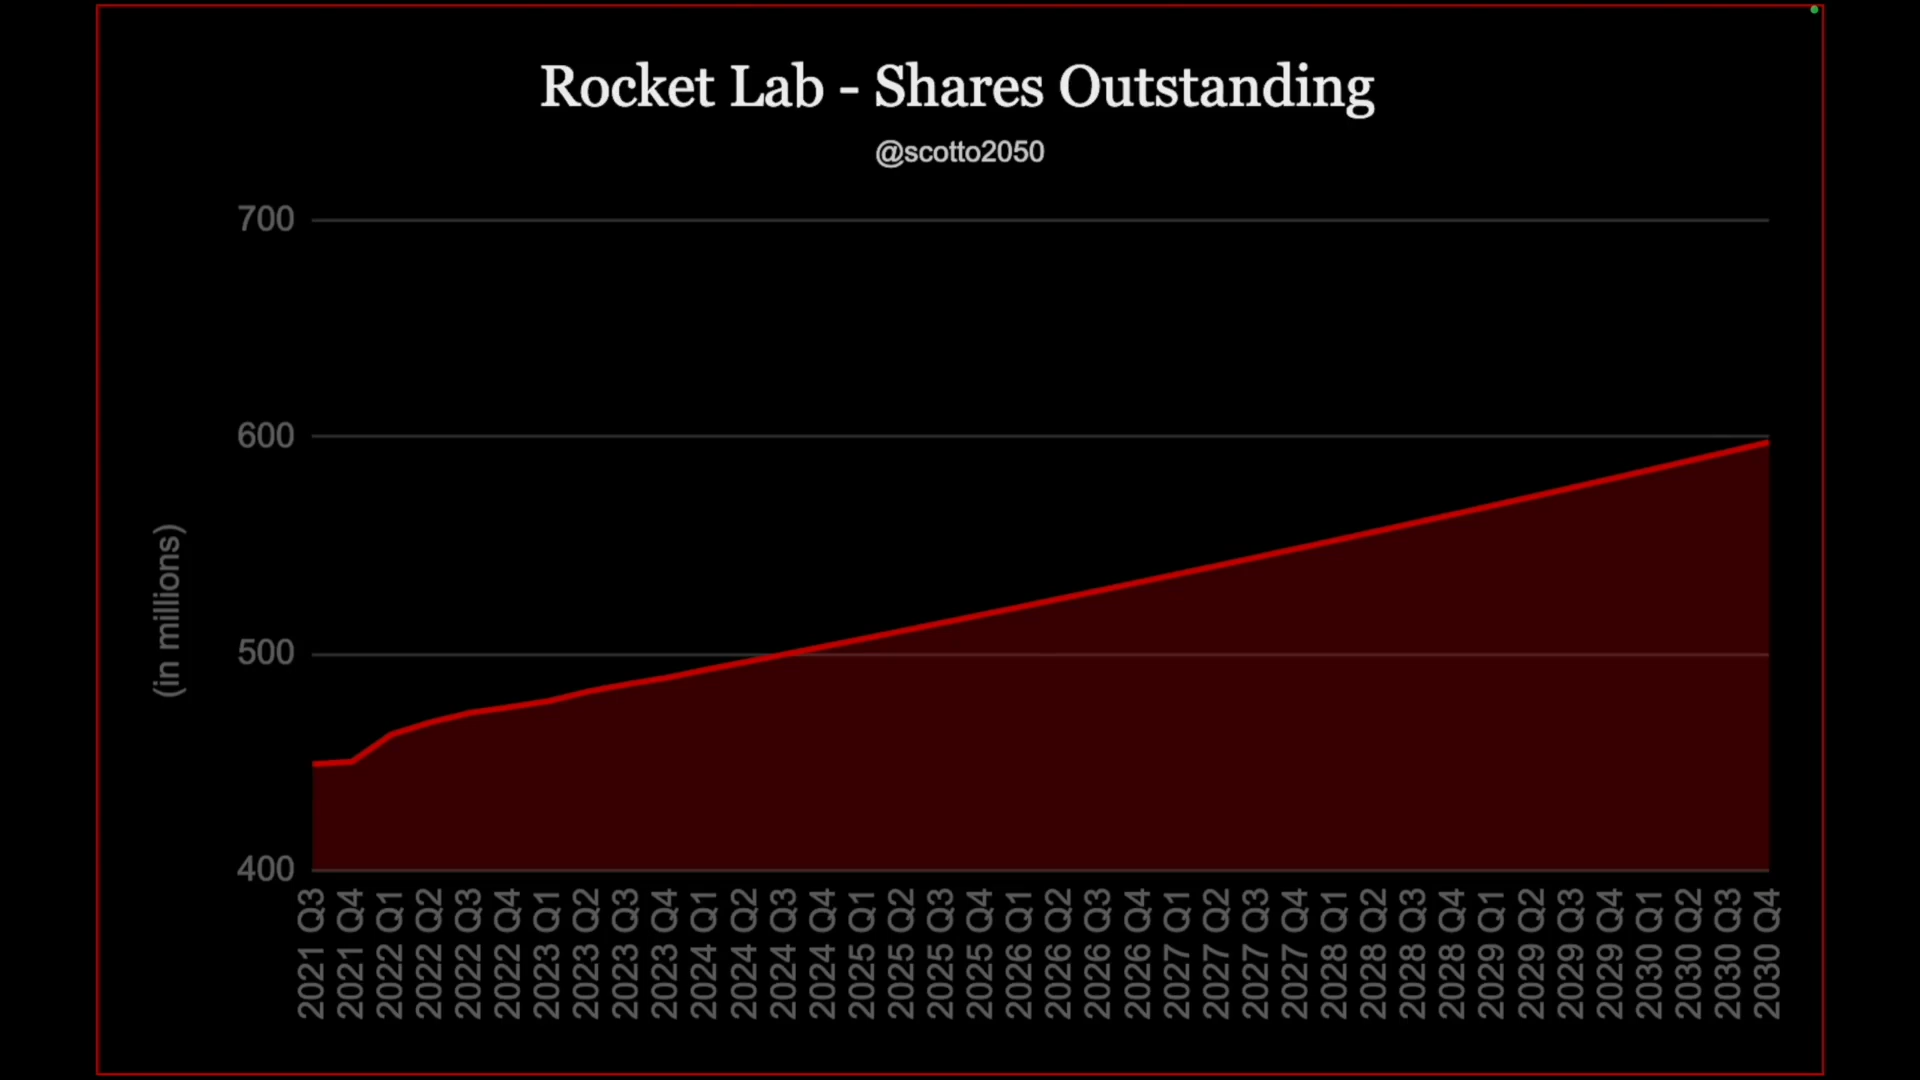 Rocket Lab - Shares Outstanding
@scotto2050
700
600
500
400
(in millions)
2021 Q3
2021 Q4
2022 Q1
2022 Q2
2022 Q3
2022 Q4
2023 Q1
2023 Q2
2023 Q3
2023 Q4
2024 Q1
2024 Q2
2024 Q3
2024 Q4
2025 Q1
2025 Q2
2025 Q3
2025 Q4
2026 Q1
2026 Q2
2026 Q3
2026 Q4
2027 Q1
2027 Q2
2027 Q3
2027 Q4
2028 Q1
2028 Q2
2028 Q3
2028 Q4
2029 Q1
2029 Q2
2029 Q3
2029 Q4
2030 Q1
2030 Q2
2030 Q3
2030 Q4